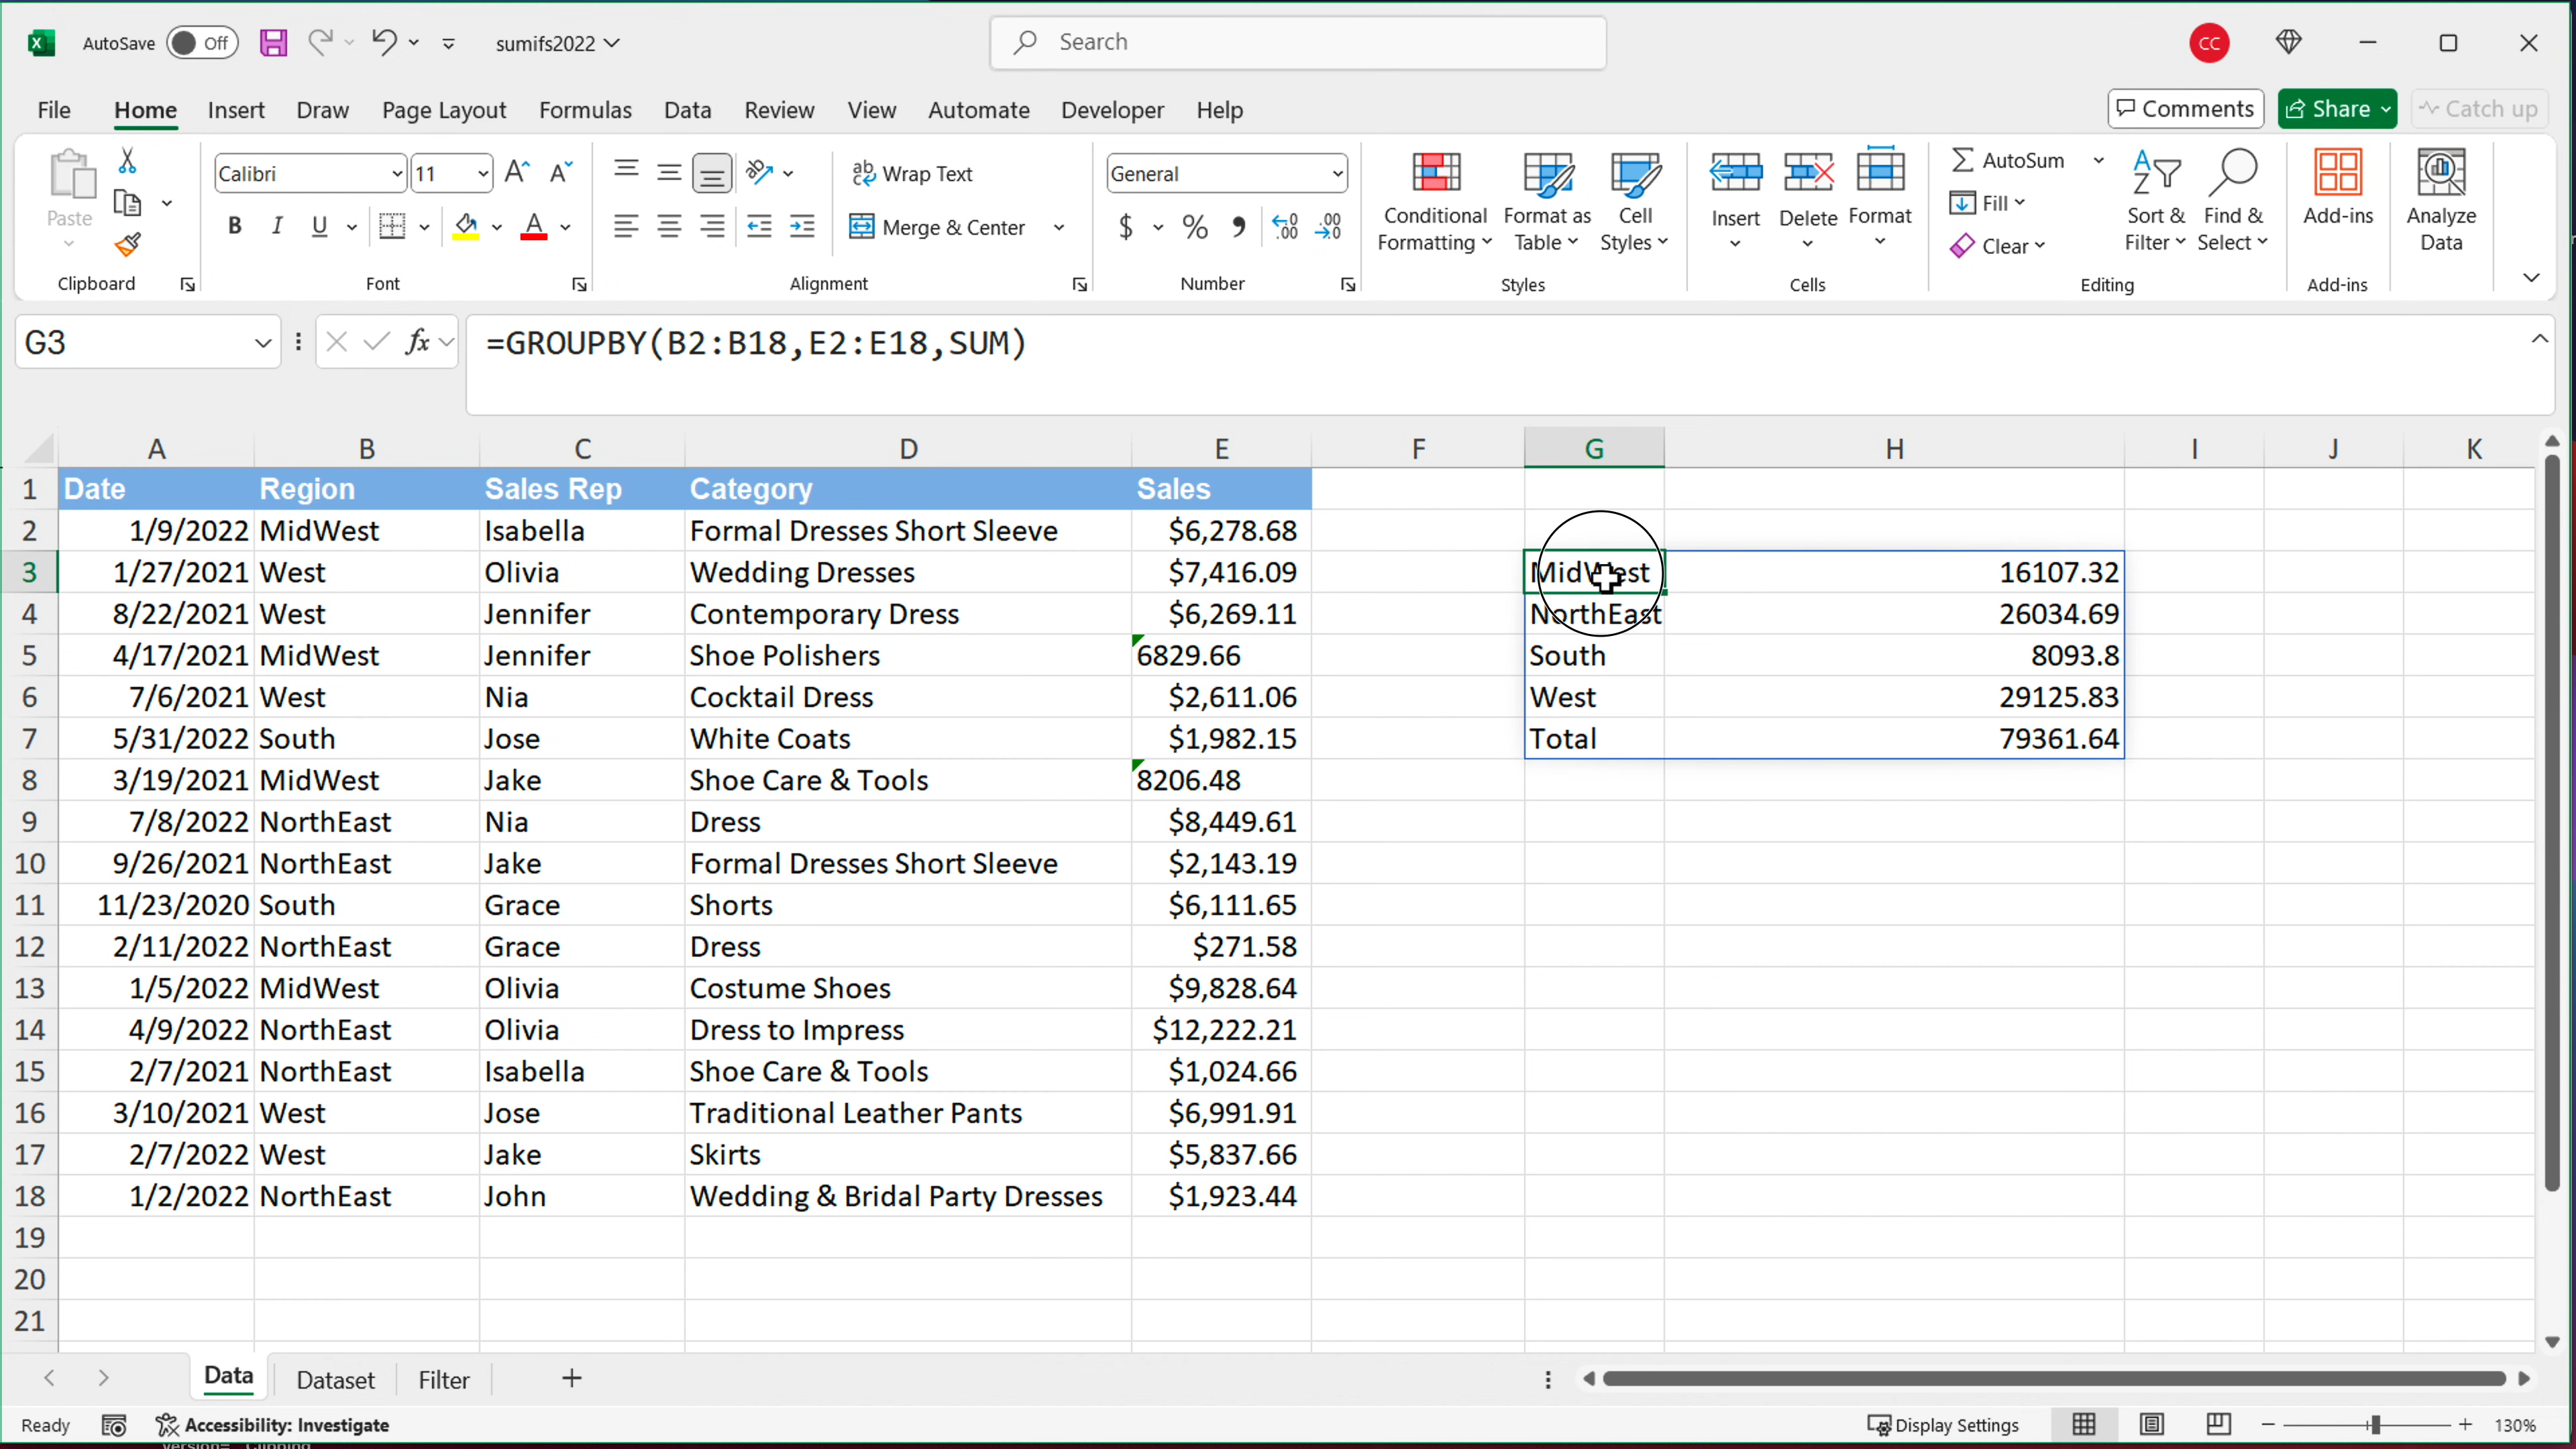 AutoSave Off sumifs2022 Search CC
File Home Insert Draw Page Layout Formulas Data Review View Automate Developer Help Comments Share Catch up
Paste Calibri 11 Wrap Text General Conditional Formatting Format as Table Cell Styles Insert Delete Format AutoSum Fill Clear Sort & Filter Find & Select Add-ins Analyze Data
B I U A Merge & Center $ %
Clipboard Font Alignment Number Styles Cells Editing Add-ins
G3 fx =GROUPBY(B2:B18,E2:E18,SUM)
A B C D E F G H I J K
1 Date Region Sales Rep Category Sales
2 1/9/2022 MidWest Isabella Formal Dresses Short Sleeve $6,278.68
3 1/27/2021 West Olivia Wedding Dresses $7,416.09 MidWest 16107.32
4 8/22/2021 West Jennifer Contemporary Dress $6,269.11 NorthEast 26034.69
5 4/17/2021 MidWest Jennifer Shoe Polishers 6829.66 South 8093.8
6 7/6/2021 West Nia Cocktail Dress $2,611.06 West 29125.83
7 5/31/2022 South Jose White Coats $1,982.15 Total 79361.64
8 3/19/2021 MidWest Jake Shoe Care & Tools 8206.48
9 7/8/2022 NorthEast Nia Dress $8,449.61
10 9/26/2021 NorthEast Jake Formal Dresses Short Sleeve $2,143.19
11 11/23/2020 South Grace Shorts $6,111.65
12 2/11/2022 NorthEast Grace Dress $271.58
13 1/5/2022 MidWest Olivia Costume Shoes $9,828.64
14 4/9/2022 NorthEast Olivia Dress to Impress $12,222.21
15 2/7/2021 NorthEast Isabella Shoe Care & Tools $1,024.66
16 3/10/2021 West Jose Traditional Leather Pants $6,991.91
17 2/7/2022 West Jake Skirts $5,837.66
18 1/2/2022 NorthEast John Wedding & Bridal Party Dresses $1,923.44
19
20
21
Data Dataset Filter
Ready Accessibility: Investigate Display Settings 130%